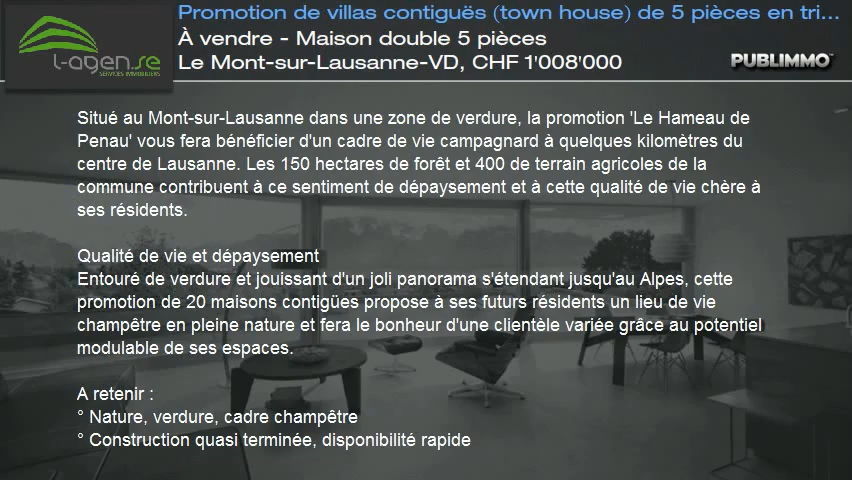 Promotion de villas contiguës (town house) de 5 pièces en tri...
À vendre - Maison double 5 pièces
Le Mont-sur-Lausanne-VD, CHF 1'008'000
l-agence
SERVICES IMMOBILIERS
PUBLIMMO
Situé au Mont-sur-Lausanne dans une zone de verdure, la promotion 'Le Hameau de
Penau' vous fera bénéficier d'un cadre de vie campagnard à quelques kilomètres du
centre de Lausanne. Les 150 hectares de forêt et 400 de terrain agricoles de la
commune contribuent à ce sentiment de dépaysement et à cette qualité de vie chère à
ses résidents.
Qualité de vie et dépaysement
Entouré de verdure et jouissant d'un joli panorama s'étendant jusqu'au Alpes, cette
promotion de 20 maisons contigües propose à ses futurs résidents un lieu de vie
champêtre en pleine nature et fera le bonheur d'une clientèle variée grâce au potentiel
modulable de ses espaces.
A retenir :
° Nature, verdure, cadre champêtre
° Construction quasi terminée, disponibilité rapide